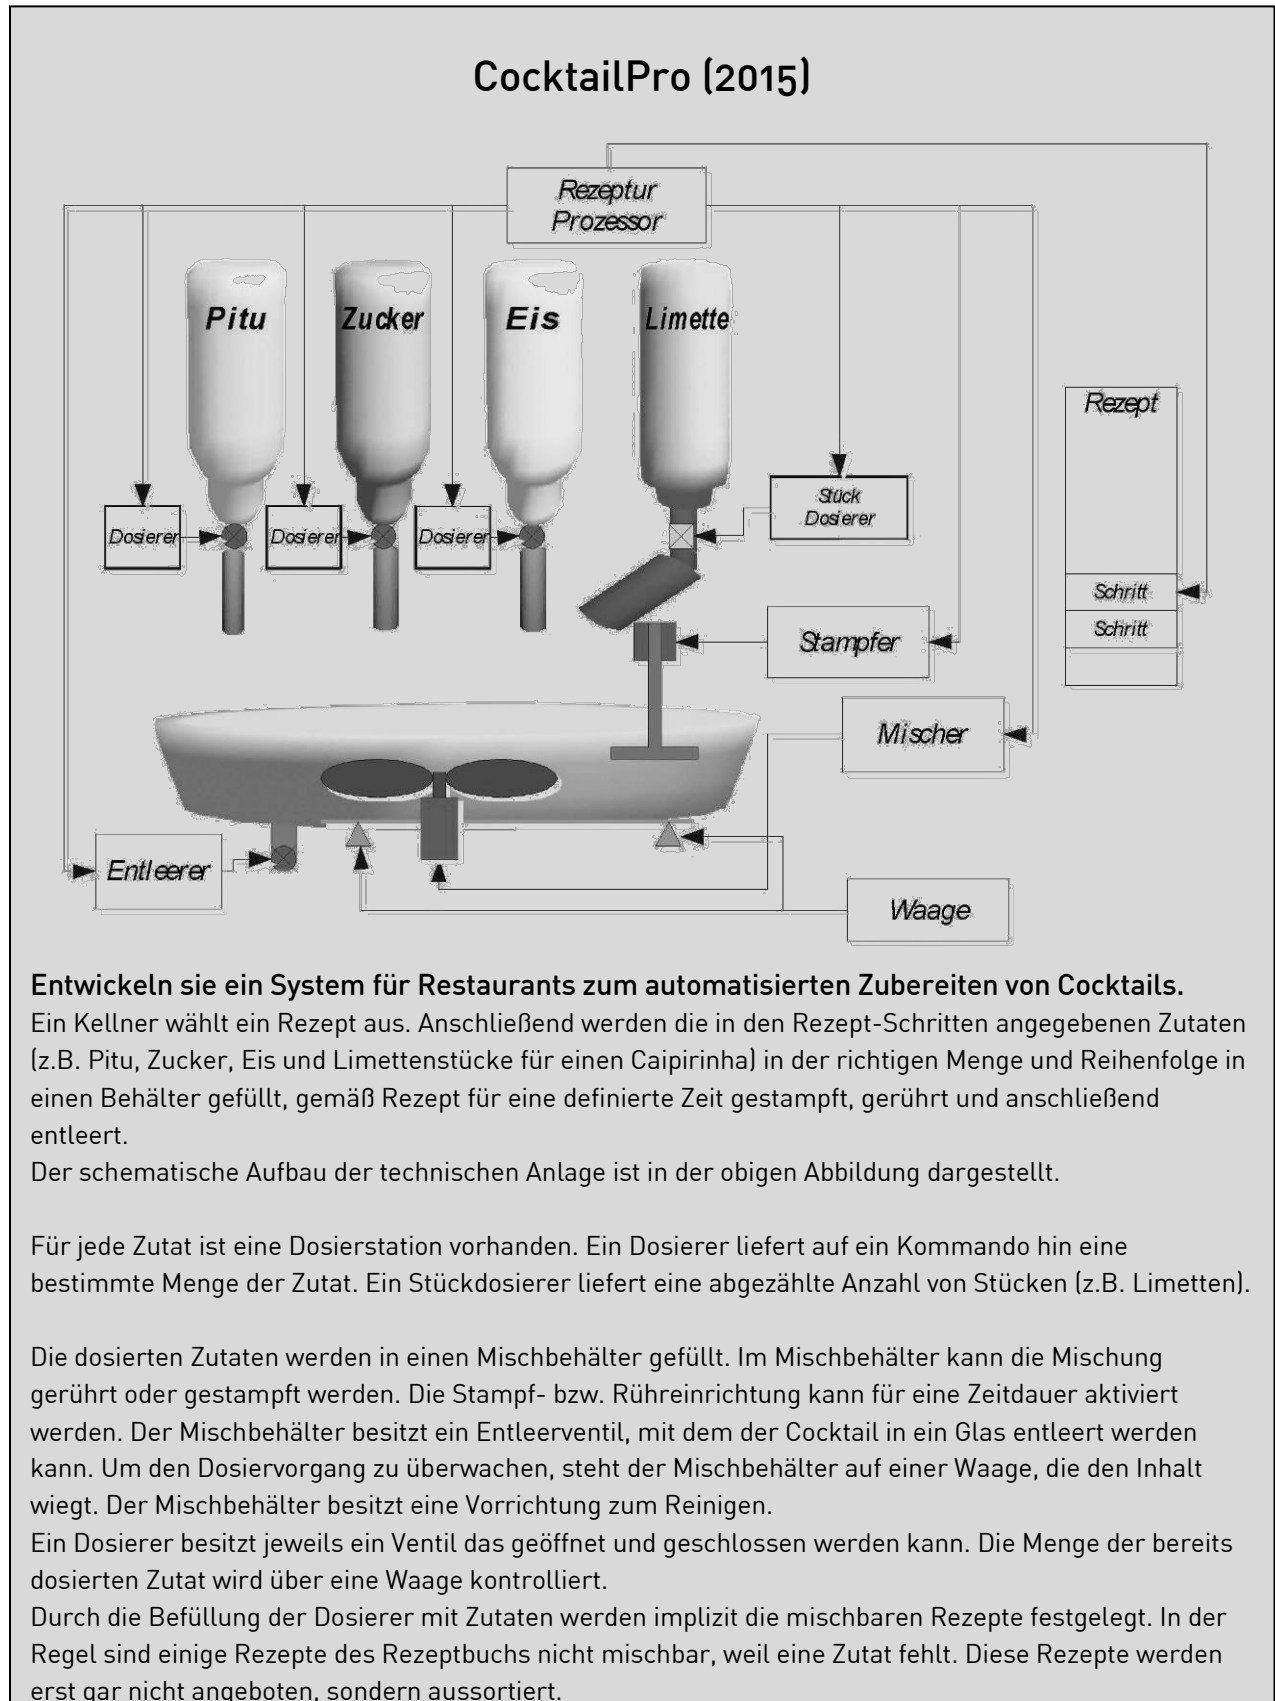 CocktailPro (2015)
Rezeptur
Prozessor
Pitu
Zucker
Eis
Limette
Rezept
Stück
Dosierer
Dosierer
Dosierer
Dosierer
Schritt
Schritt
Stampfer
Mischer
Entleerer
Waage
Entwickeln sie ein System für Restaurants zum automatisierten Zubereiten von Cocktails.
Ein Kellner wählt ein Rezept aus. Anschließend werden die in den Rezept-Schritten angegebenen Zutaten
(z.B. Pitu, Zucker, Eis und Limettenstücke für einen Caipirinha) in der richtigen Menge und Reihenfolge in
einen Behälter gefüllt, gemäß Rezept für eine definierte Zeit gestampft, gerührt und anschließend
entleert.
Der schematische Aufbau der technischen Anlage ist in der obigen Abbildung dargestellt.
Für jede Zutat ist eine Dosierstation vorhanden. Ein Dosierer liefert auf ein Kommando hin eine
bestimmte Menge der Zutat. Ein Stückdosierer liefert eine abgezählte Anzahl von Stücken (z.B. Limetten).
Die dosierten Zutaten werden in einen Mischbehälter gefüllt. Im Mischbehälter kann die Mischung
gerührt oder gestampft werden. Die Stampf- bzw. Rühreinrichtung kann für eine Zeitdauer aktiviert
werden. Der Mischbehälter besitzt ein Entleerventil, mit dem der Cocktail in ein Glas entleert werden
kann. Um den Dosiervorgang zu überwachen, steht der Mischbehälter auf einer Waage, die den Inhalt
wiegt. Der Mischbehälter besitzt eine Vorrichtung zum Reinigen.
Ein Dosierer besitzt jeweils ein Ventil das geöffnet und geschlossen werden kann. Die Menge der bereits
dosierten Zutat wird über eine Waage kontrolliert.
Durch die Befüllung der Dosierer mit Zutaten werden implizit die mischbaren Rezepte festgelegt. In der
Regel sind einige Rezepte des Rezeptbuchs nicht mischbar, weil eine Zutat fehlt. Diese Rezepte werden
erst gar nicht angeboten, sondern aussortiert.